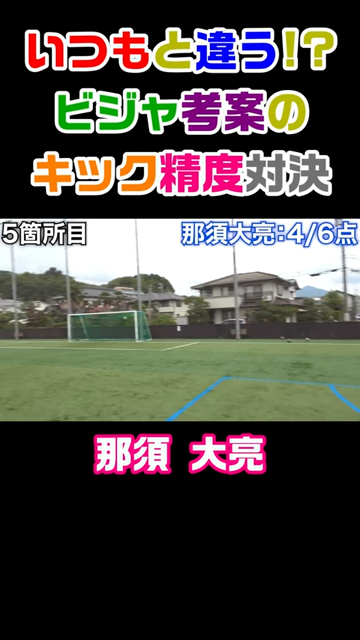 いつもと違う!?
ビジャ考案の
キック精度対決
5箇所目 那須大亮:4/6点
那須 大亮